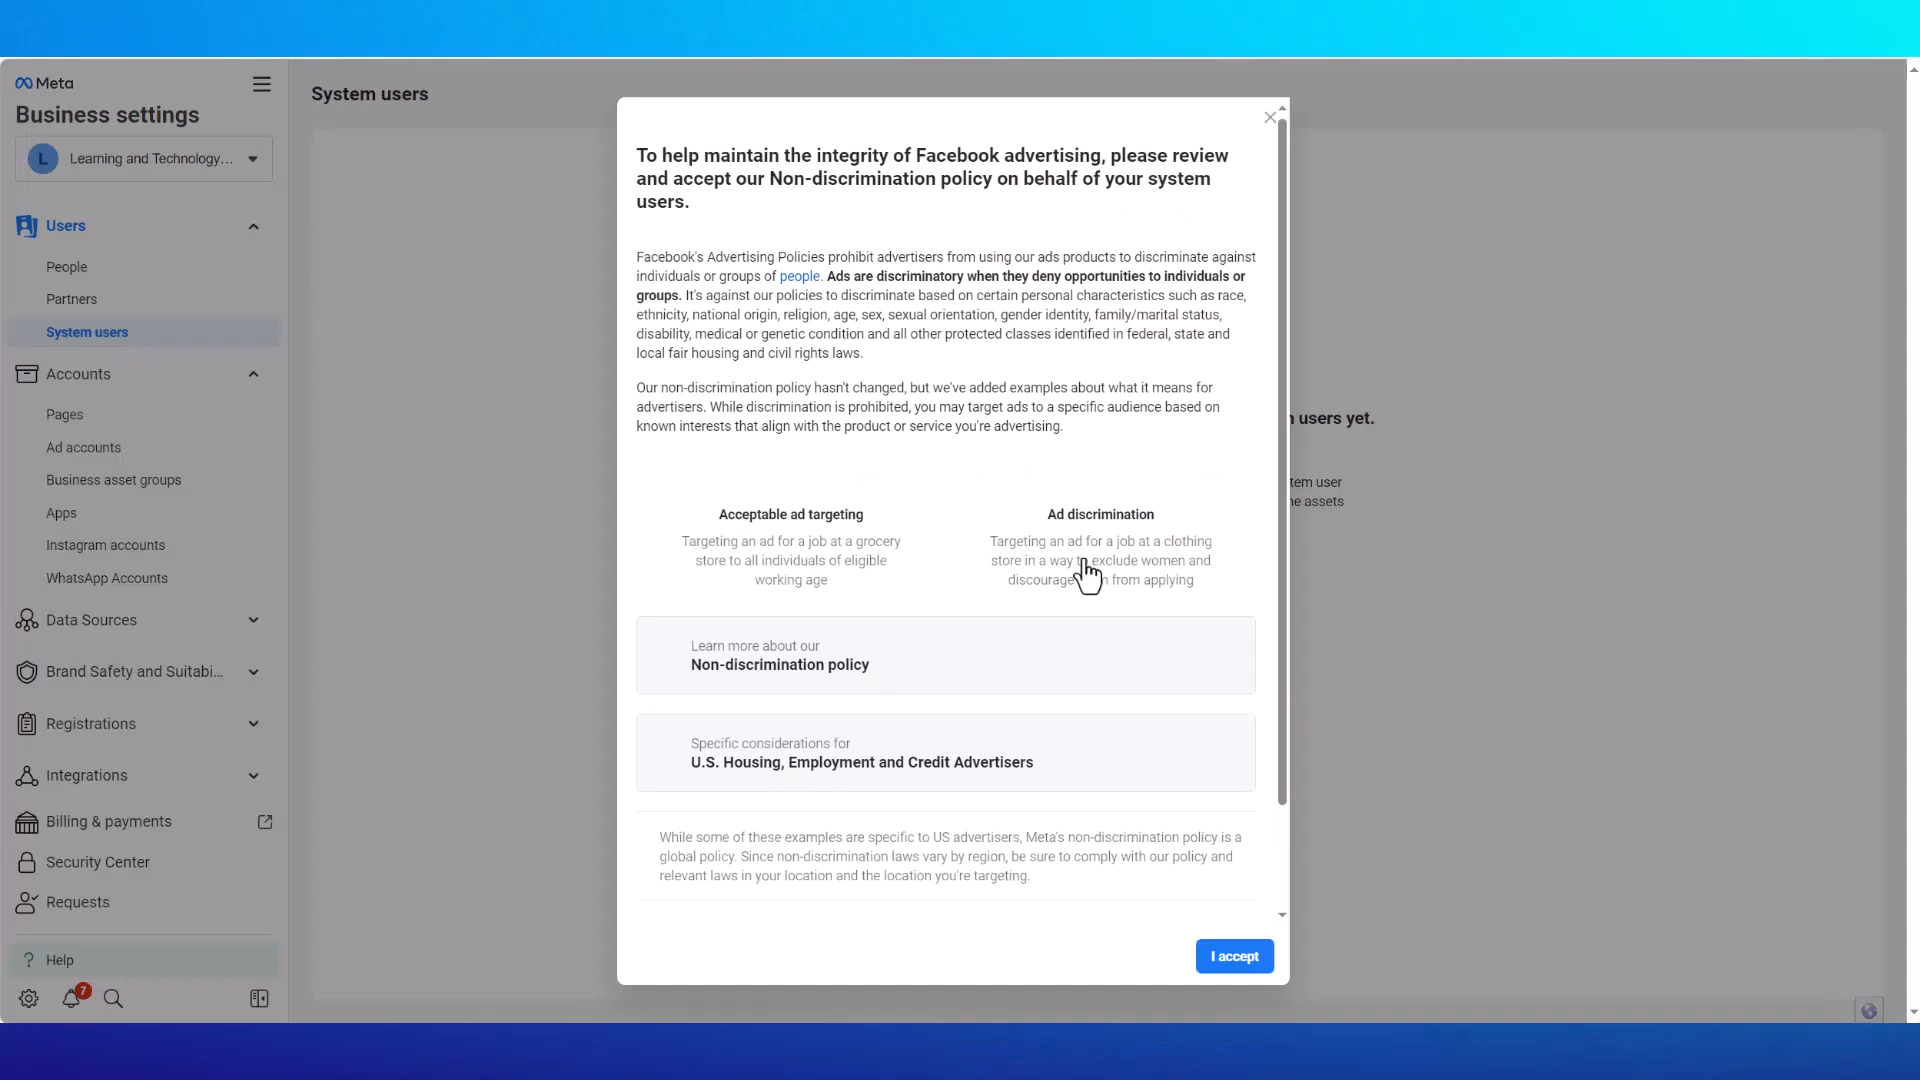 Meta
Business settings
L
Learning and Technology...
Users
People
Partners
System users
Accounts
Pages
Ad accounts
Business asset groups
Apps
Instagram accounts
WhatsApp Accounts
Data Sources
Brand Safety and Suitabi...
Registrations
Integrations
Billing & payments
Security Center
Requests
? Help
7
System users
To help maintain the integrity of Facebook advertising, please review
and accept our Non-discrimination policy on behalf of your system
users.
Facebook's Advertising Policies prohibit advertisers from using our ads products to discriminate against
individuals or groups of people. Ads are discriminatory when they deny opportunities to individuals or
groups. It's against our policies to discriminate based on certain personal characteristics such as race,
ethnicity, national origin, religion, age, sex, sexual orientation, gender identity, family/marital status,
disability, medical or genetic condition and all other protected classes identified in federal, state and
local fair housing and civil rights laws.
Our non-discrimination policy hasn't changed, but we've added examples about what it means for
advertisers. While discrimination is prohibited, you may target ads to a specific audience based on
known interests that align with the product or service you're advertising.
Acceptable ad targeting
Targeting an ad for a job at a grocery
store to all individuals of eligible
working age
Ad discrimination
Targeting an ad for a job at a clothing
store in a way exclude women and
discourage from applying
Learn more about our
Non-discrimination policy
Specific considerations for
U.S. Housing, Employment and Credit Advertisers
While some of these examples are specific to US advertisers, Meta's non-discrimination policy is a
global policy. Since non-discrimination laws vary by region, be sure to comply with our policy and
relevant laws in your location and the location you're targeting.
I accept
users yet.
user
assets